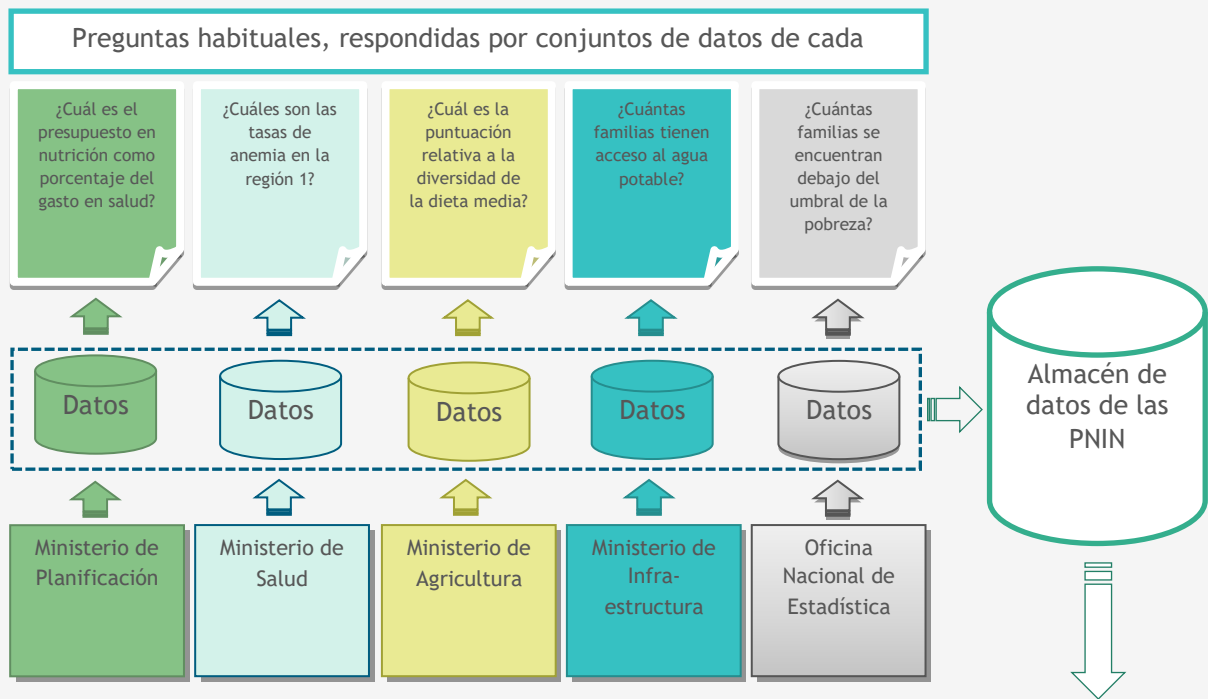 Preguntas habituales, respondidas por conjuntos de datos de cada
¿Cuál es el
presupuesto en
nutrición como
porcentaje del
gasto en salud?
¿Cuáles son las
tasas de
anemia en la
región 1?
¿Cuál es la
puntuación
relativa a la
diversidad de
la dieta media?
¿Cuántas
familias tienen
acceso al agua
potable?
¿Cuántas
familias se
encuentran
debajo del
umbral de la
pobreza?
Datos
Datos
Datos
Datos
Datos
Almacén de
datos de las
PNIN
Ministerio de
Planificación
Ministerio de
Salud
Ministerio de
Agricultura
Ministerio de
Infra-
estructura
Oficina
Nacional de
Estadística